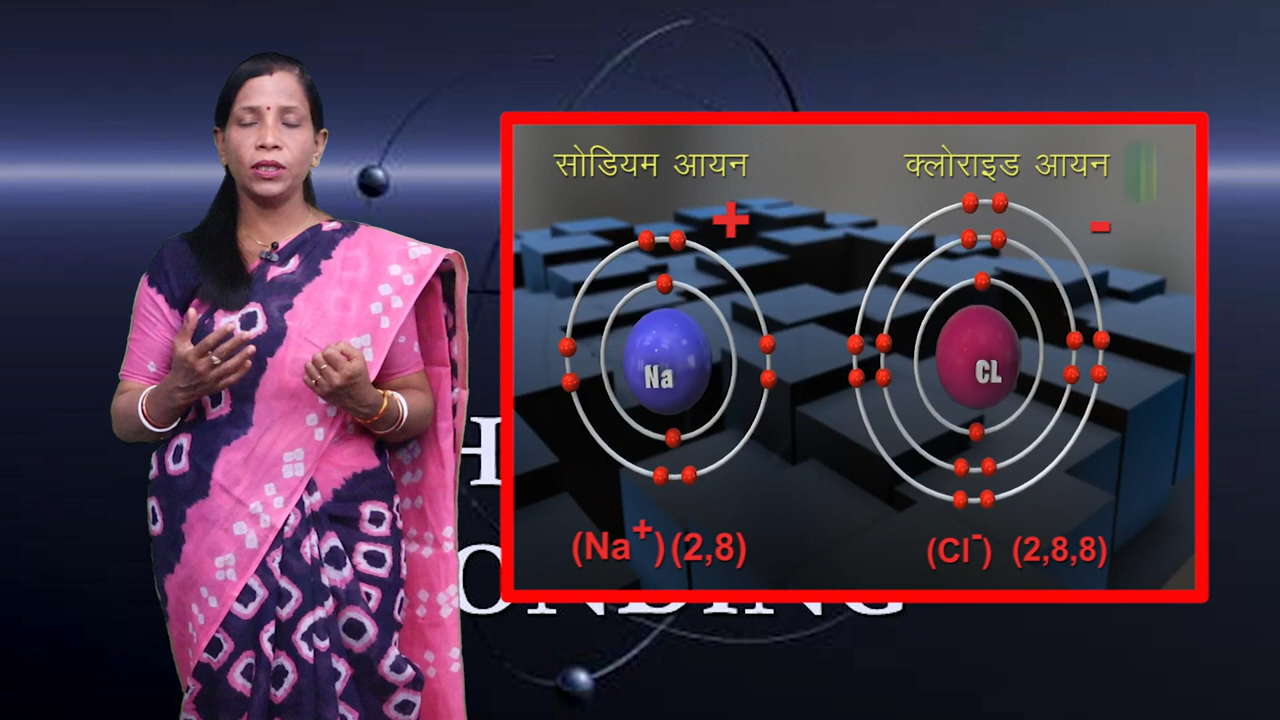 सोडियम आयन
क्लोराइड आयन
+
-
Na
CL
(Na⁺) (2,8)
(Cl⁻) (2,8,8)